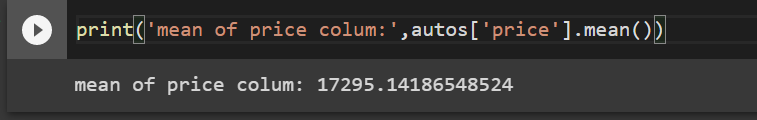 print('mean of price colum:',autos['price'].mean())
mean of price colum: 17295.14186548524